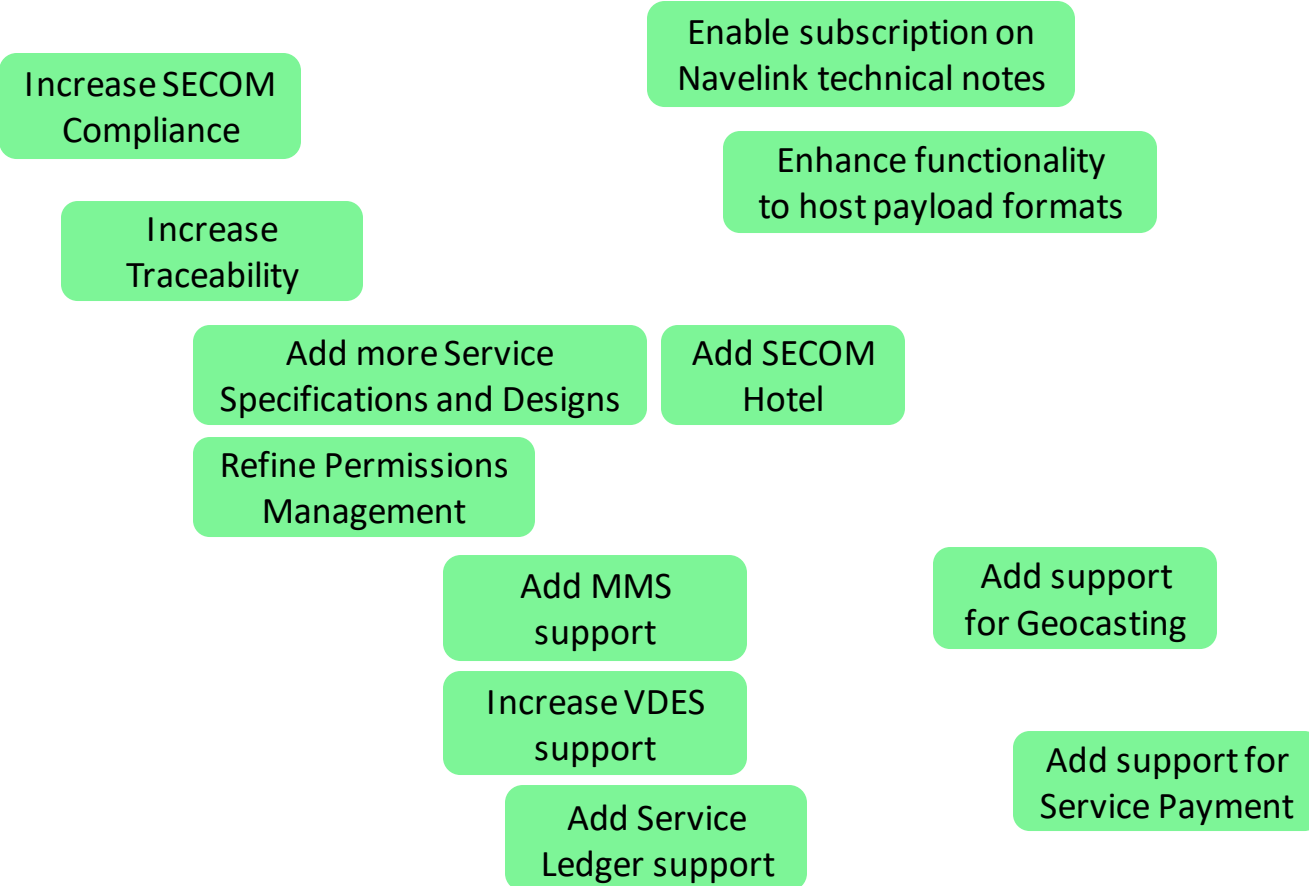 Enable subscription on
Navelink technical notes
Increase SECOM
Compliance
Enhance functionality
to host payload formats
Increase
Traceability
Add more Service
Specifications and Designs
Add SECOM
Hotel
Refine Permissions
Management
Add MMS
support
Add support
for Geocasting
Increase VDES
support
Add support for
Service Payment
Add Service
Ledger support